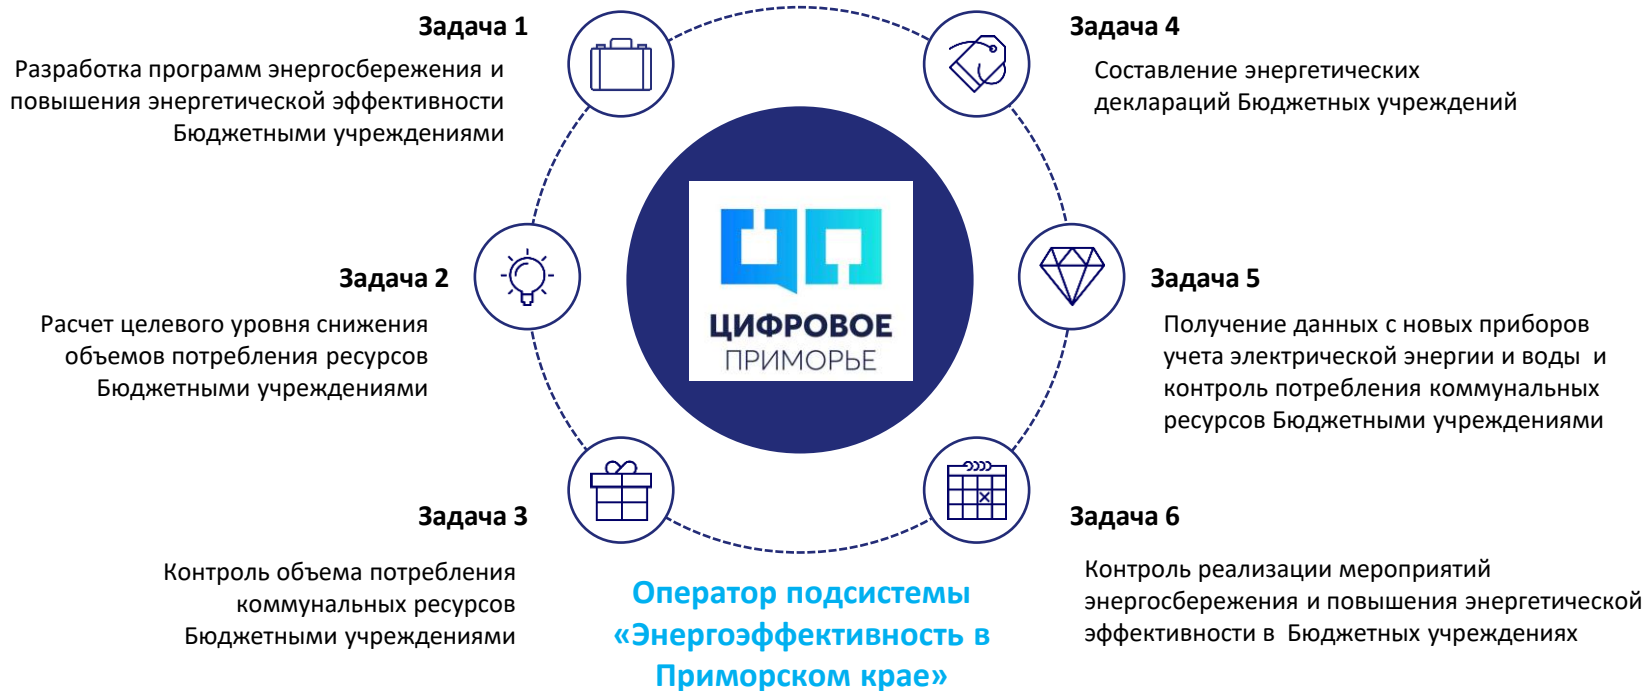 Задача 1
Разработка программ энергосбережения и
повышения энергетической эффективности
Бюджетными учреждениями
Задача 2
Расчет целевого уровня снижения
объемов потребления ресурсов
Бюджетными учреждениями
Задача 3
Контроль объема потребления
коммунальных ресурсов
Бюджетными учреждениями
ЦП
ЦИФРОВОЕ
ПРИМОРЬЕ
Оператор подсистемы
«Энергоэффективность в
Приморском крае»
Задача 4
Составление энергетических
деклараций Бюджетных учреждений
Задача 5
Получение данных с новых приборов
учета электрической энергии и воды и
контроль потребления коммунальных
ресурсов Бюджетными учреждениями
Задача 6
Контроль реализации мероприятий
энергосбережения и повышения энергетической
эффективности в Бюджетных учреждениях